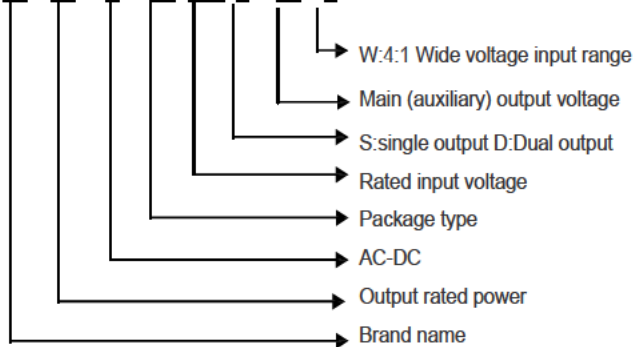 W:4:1 Wide voltage input range
Main (auxiliary) output voltage
S:single output D:Dual output
Rated input voltage
Package type
AC-DC
Output rated power
Brand name